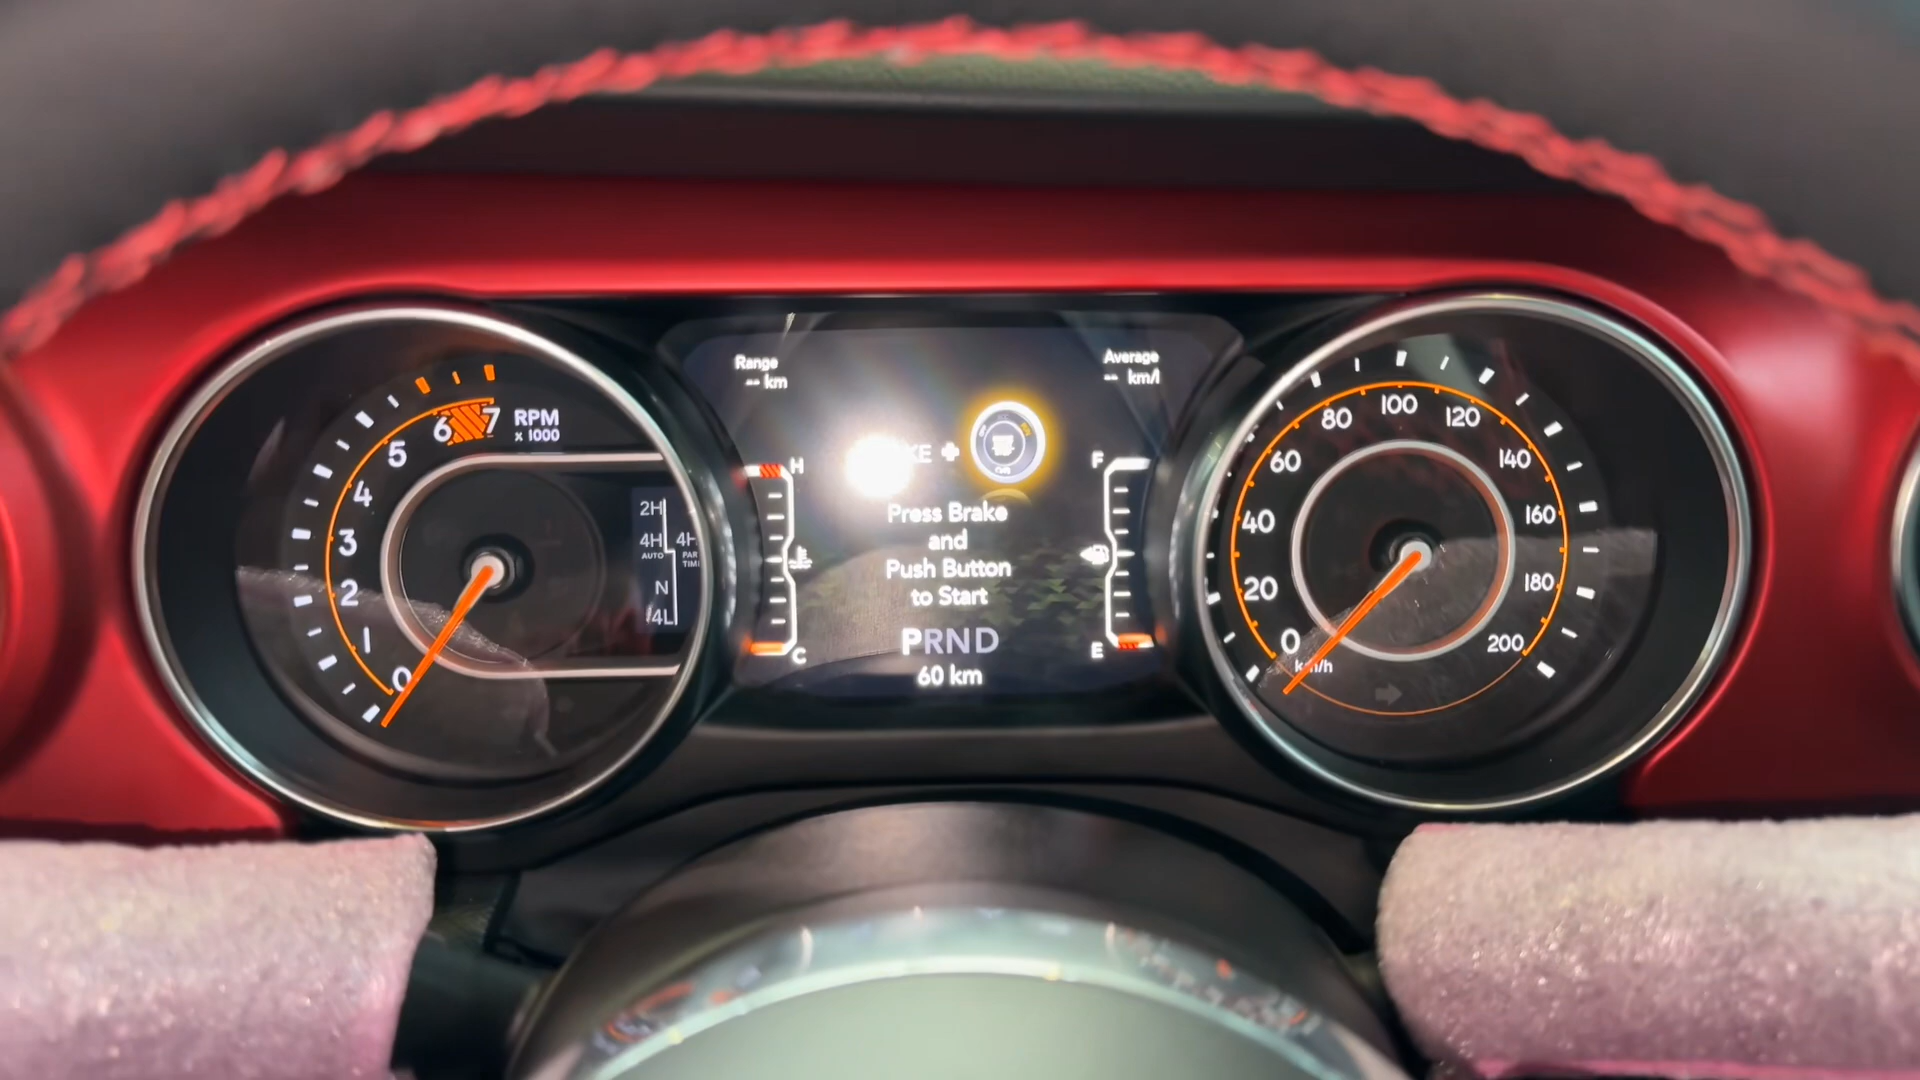 Range
-- km
Average
-- km/l
7
6
5
4
3
2
1
0
RPM
x 1000
2H
4H
AUTO
4H
PAR
TIM
N
4L
H
C
+
Press Brake
and
Push Button
to Start
PRND
60 km
F
E
0
20
40
60
80
100
120
140
160
180
200
km/h